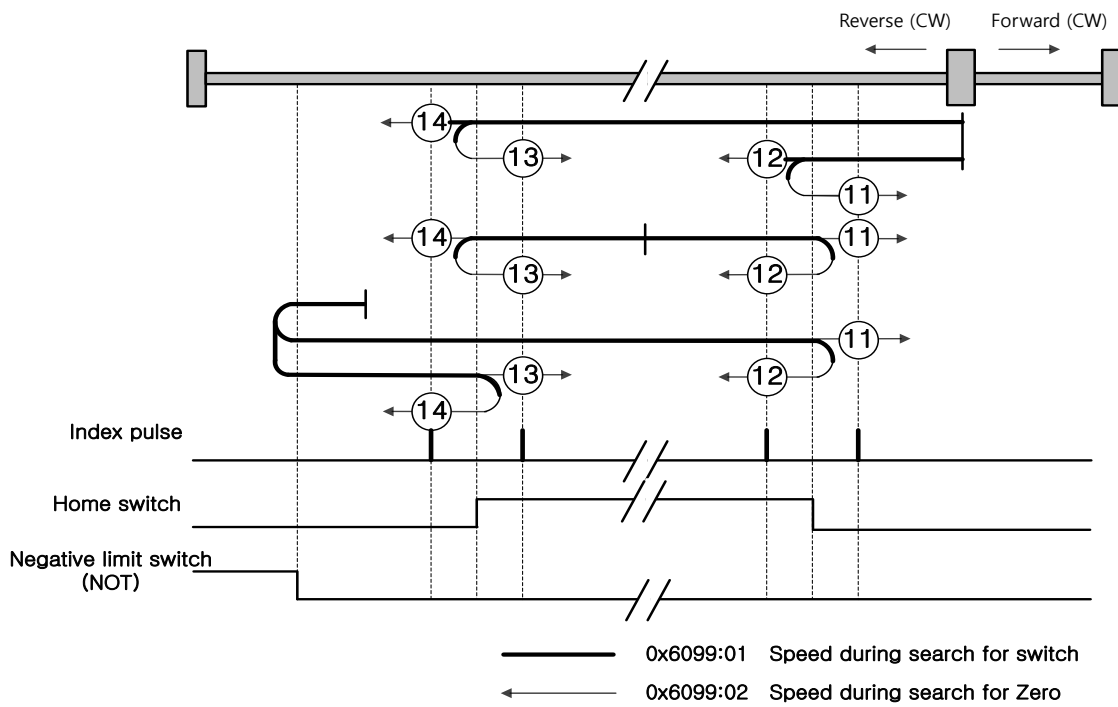 Reverse (CW) Forward (CW)
14
13
12
11
14
11
13
12
11
13
12
14
Index pulse
Home switch
Negative limit switch
(NOT)
0x6099:01 Speed during search for switch
0x6099:02 Speed during search for Zero